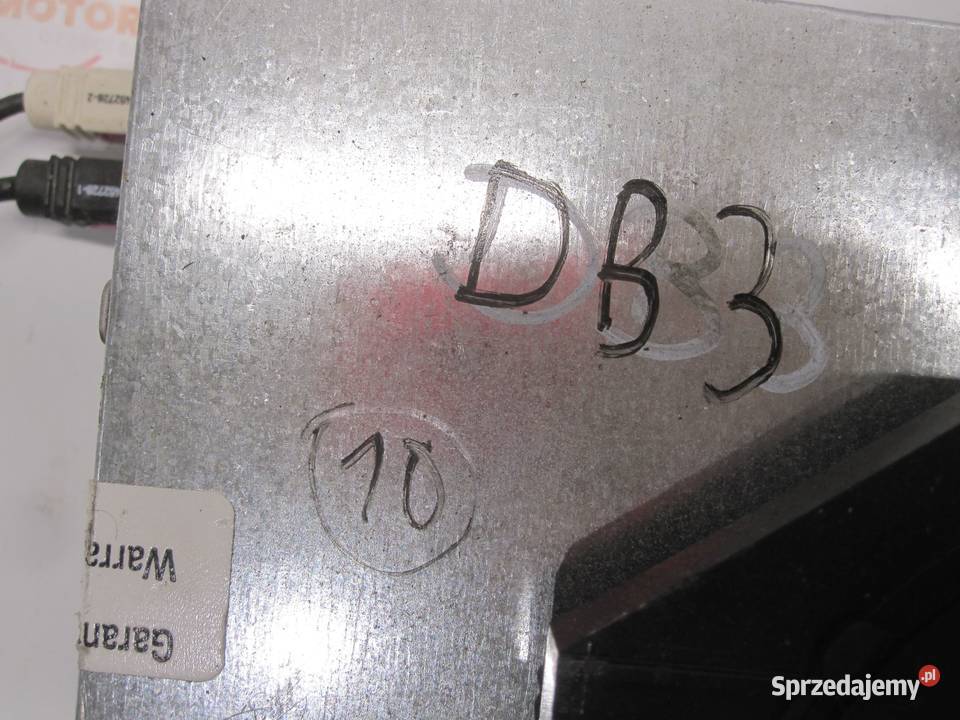 MOTOR
DB3
10
Warra
Garan
Sprzedajemy.pl